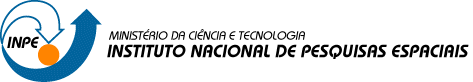 INPE
MINISTÉRIO DA CIÊNCIA E TECNOLOGIA
INSTITUTO NACIONAL DE PESQUISAS ESPACIAIS